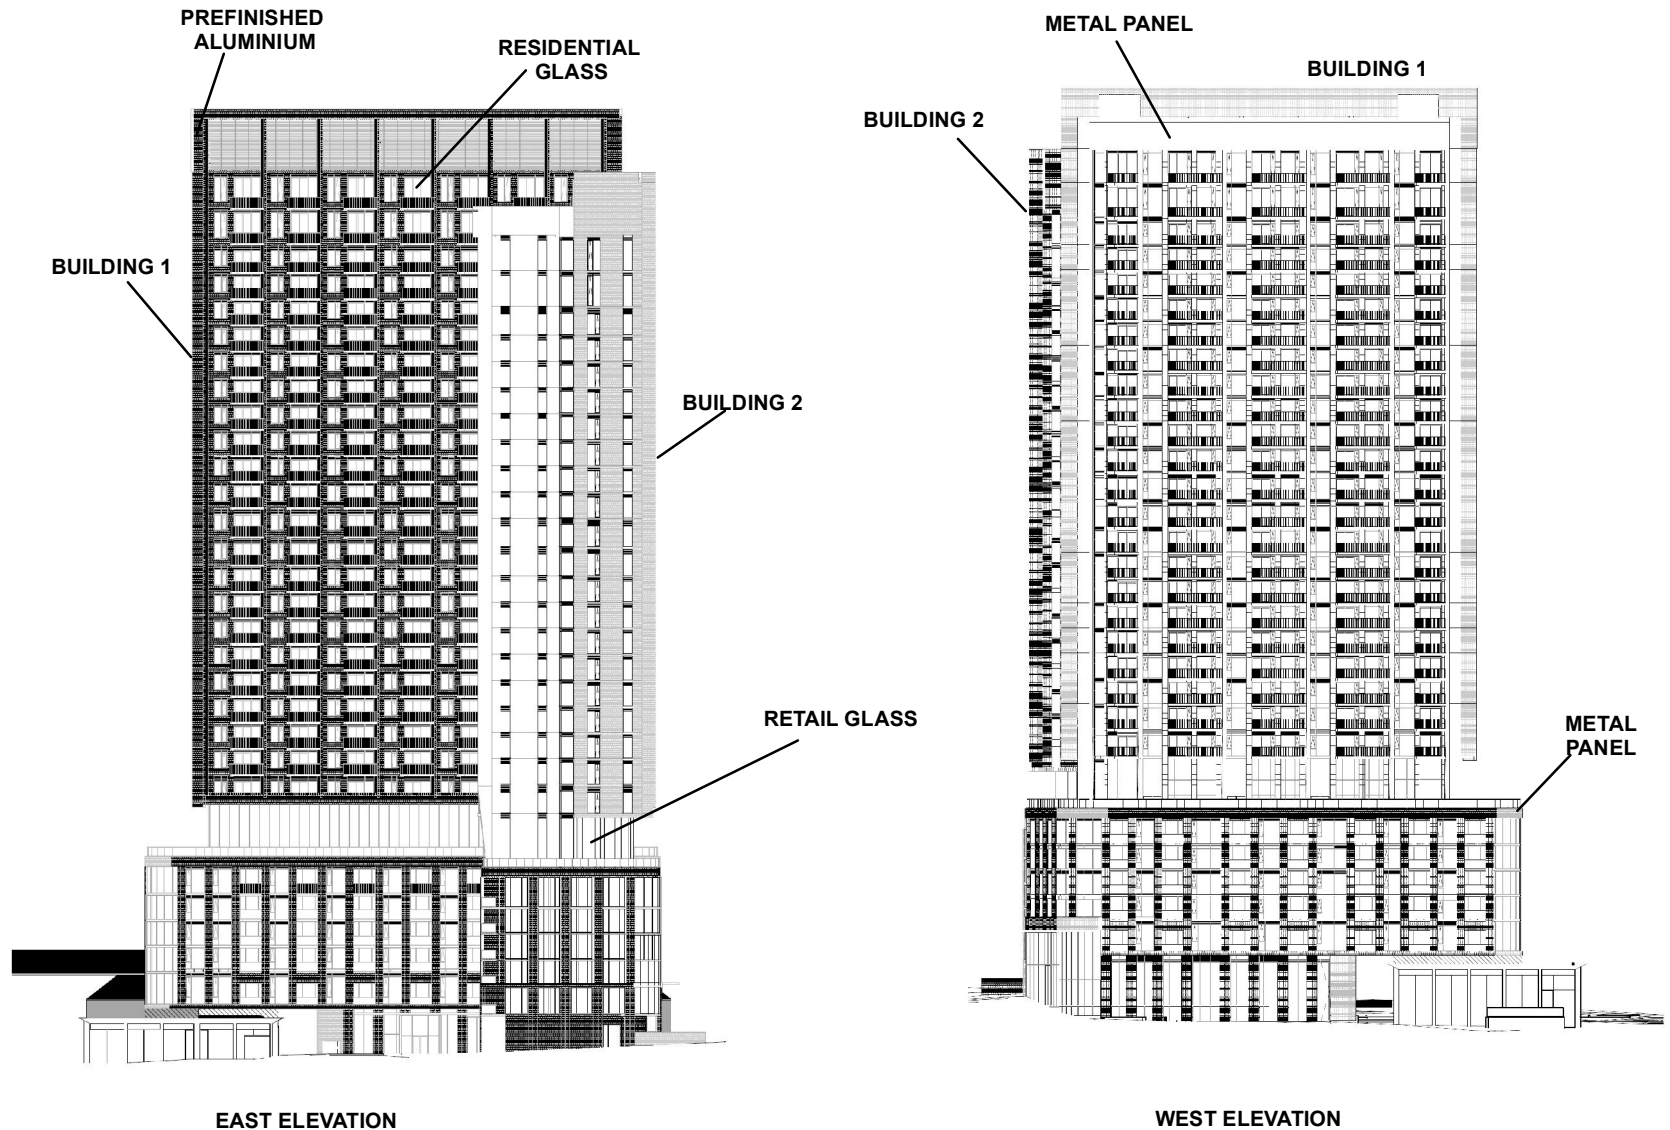 PREFINISHED
ALUMINIUM
RESIDENTIAL
GLASS
BUILDING 1
BUILDING 2
RETAIL GLASS
EAST ELEVATION
METAL PANEL
BUILDING 1
BUILDING 2
METAL
PANEL
WEST ELEVATION